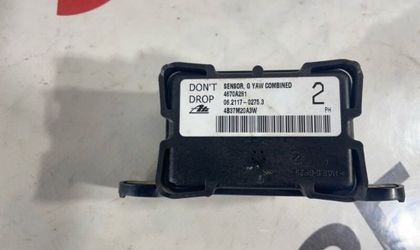 DON'T
DROP
SENSOR, G YAW COMBINED
4670A281
06.2117-0275.3
4B37M20A3W
2
PH